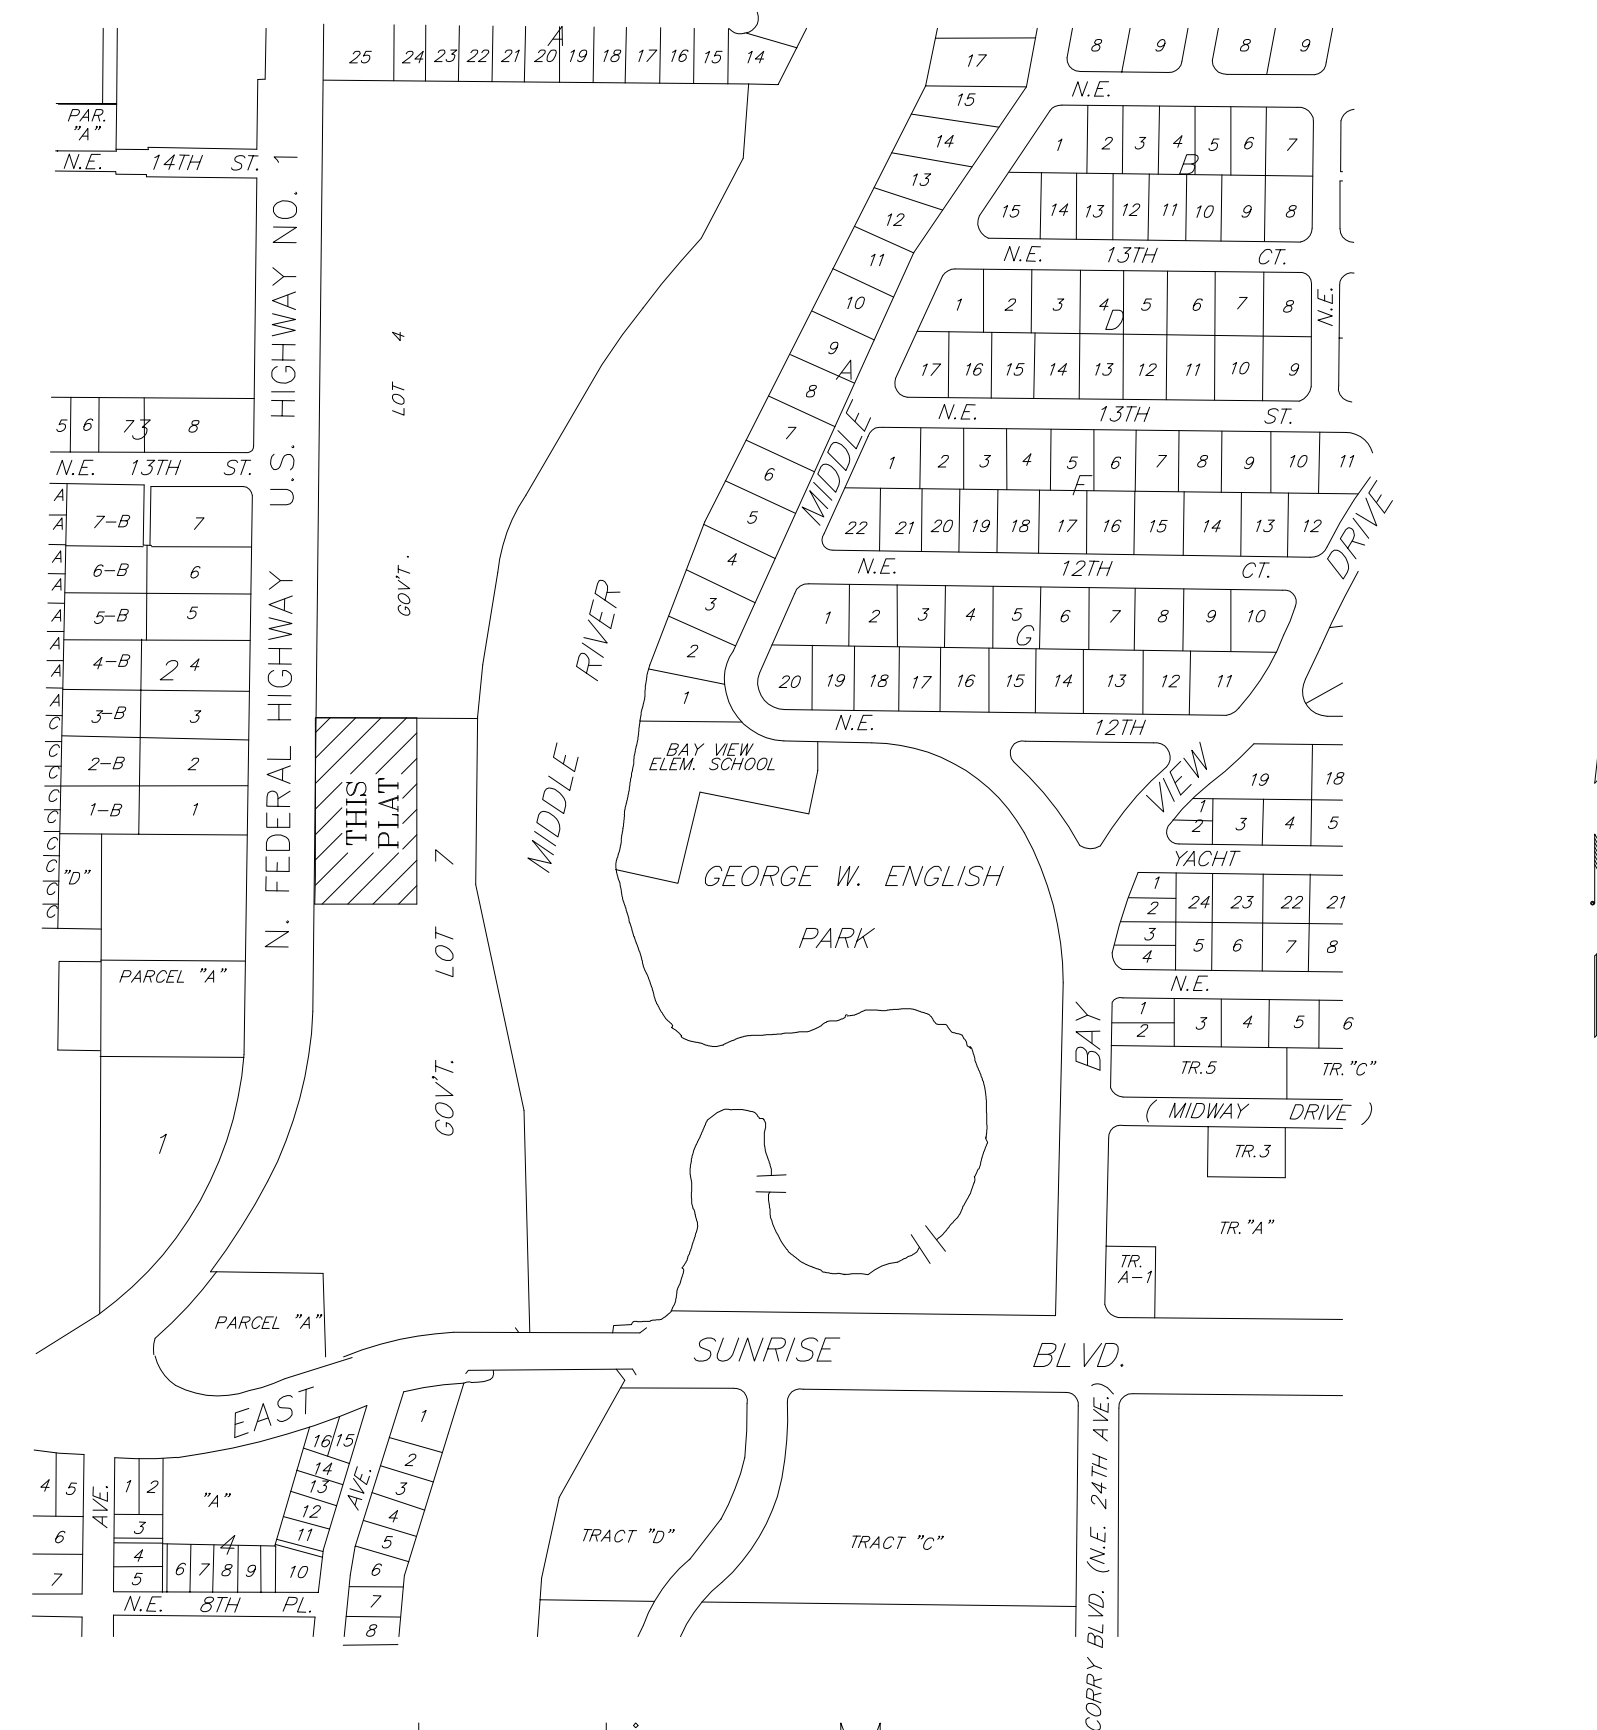 A
25 24 23 22 21 20 19 18 17 16 15 14
17
15
14
13
12
11
10
9
A
8
7
6
5
4
3
2
1
8 9 8 9
N.E.
1 2 3 4 5 6 7
B
15 14 13 12 11 10 9 8
N.E. 13TH CT.
1 2 3 4 5 6 7 8
D
17 16 15 14 13 12 11 10 9
N.E.
N.E. 13TH ST.
1 2 3 4 5 6 7 8 9 10 11
F
22 21 20 19 18 17 16 15 14 13 12
N.E. 12TH CT.
1 2 3 4 5 6 7 8 9 10
G
20 19 18 17 16 15 14 13 12 11
N.E. 12TH
MIDDLE
DRIVE
VIEW
BAY
PAR.
"A"
N.E. 14TH ST.
5 6 7 8
3
N.E. 13TH ST.
N. FEDERAL HIGHWAY U.S. HIGHWAY NO. 1
A
A
A
A
A
A
A
A
C
C
C
C
C
C
C
C
C
7-B 7
6-B 6
5-B 5
4-B 4
2
3-B 3
2-B 2
1-B 1
"D"
PARCEL "A"
1
GOV'T. LOT 4
GOV'T. LOT 7
THIS
PLAT
MIDDLE RIVER
BAY VIEW
ELEM. SCHOOL
GEORGE W. ENGLISH
PARK
19 18
1
2 3 4 5
YACHT
1
2 24 23 22 21
3
4 5 6 7 8
N.E.
1
2 3 4 5 6
TR.5 TR."C"
( MIDWAY DRIVE )
TR.3
TR."A"
TR.
A-1
PARCEL "A"
EAST SUNRISE BLVD.
4 5
6
7
AVE.
1 2
3
4
5
"A"
4
6 7 8 9 10
16 15
14
13
12
11
AVE.
1
2
3
4
5
6
7
8
N.E. 8TH PL.
TRACT "D"
TRACT "C"
CORRY BLVD. (N.E. 24TH AVE.)